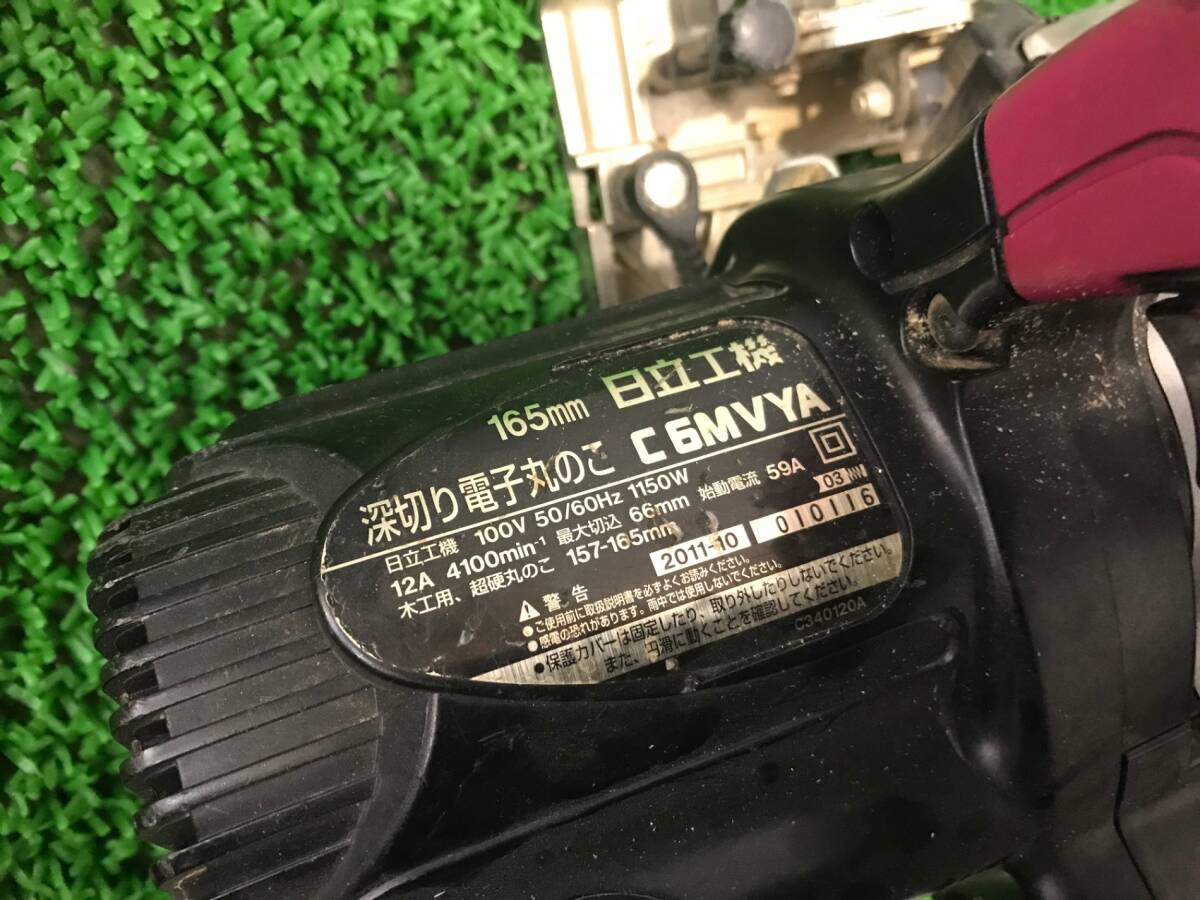 165mm 日立工機
深切り電子丸のこ C6MVYA
日立工機 100V 50/60Hz 1150W
12A 4100min⁻¹ 最大切込 66mm 始動電流 59A
木工用、超硬丸のこ 157-165mm
03
2011-10 010116
警告
●ご使用前に取扱説明書を必ずよくお読みください。
●感電の恐れがあります。雨中では使用しないでください。
●保護カバーは固定したり、取り外したりしないでください。
また、円滑に動くことを確認してください。
C340120A